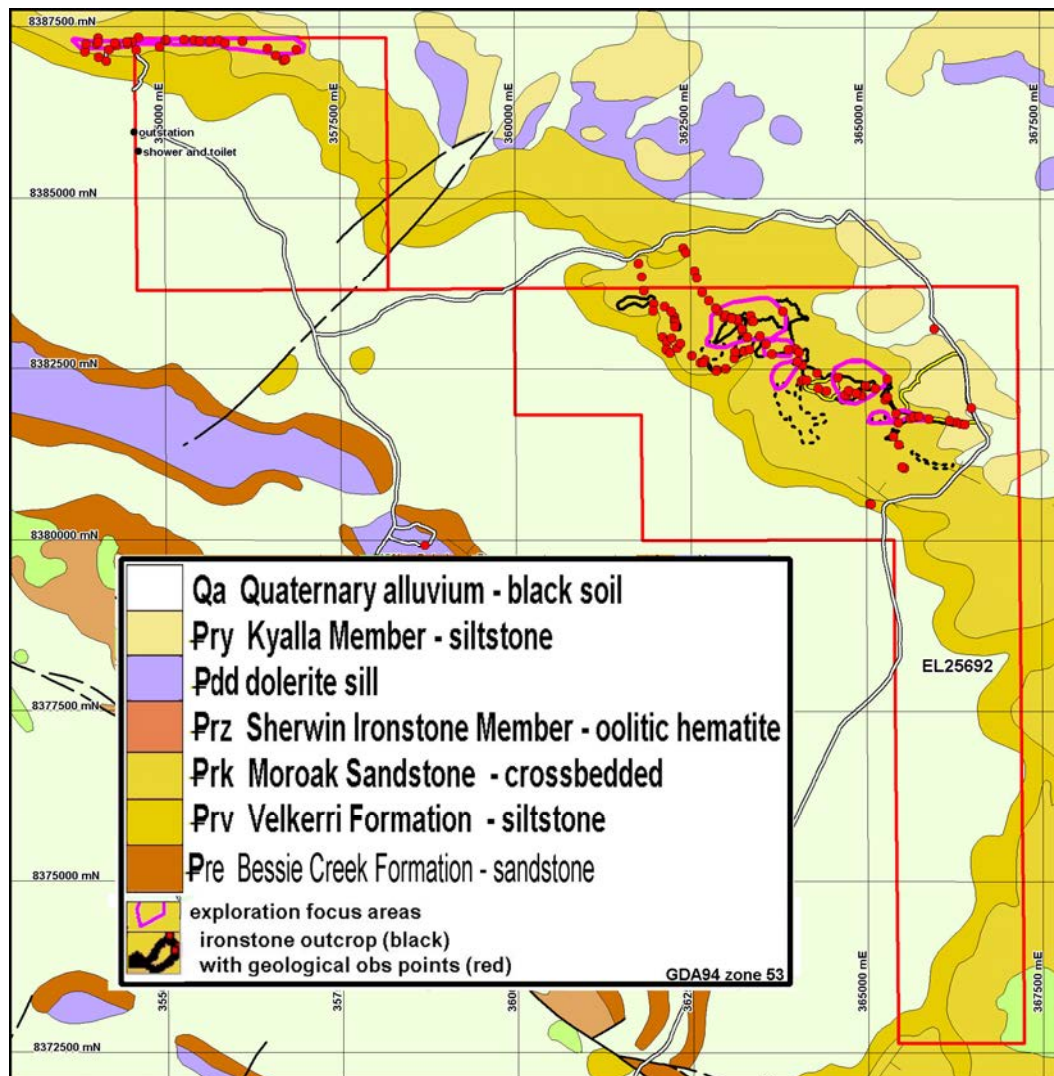 8387500 mN
357500 mE
360000 mE
362500 mE
365000 mE
367500 mE
outstation
shower and toilet
8385000 mN
8382500 mN
8380000 mN
Qa Quaternary alluvium - black soil
Pry Kyalla Member - siltstone
Pdd dolerite sill
Prz Sherwin Ironstone Member - oolitic hematite
Prk Moroak Sandstone - crossbedded
Prv Velkerri Formation - siltstone
Pre Bessie Creek Formation - sandstone
exploration focus areas
ironstone outcrop (black)
with geological obs points (red)
GDA94 zone 53
EL25692
8377500 mN
8375000 mN
365000 mE
367500 mE
8372500 mN